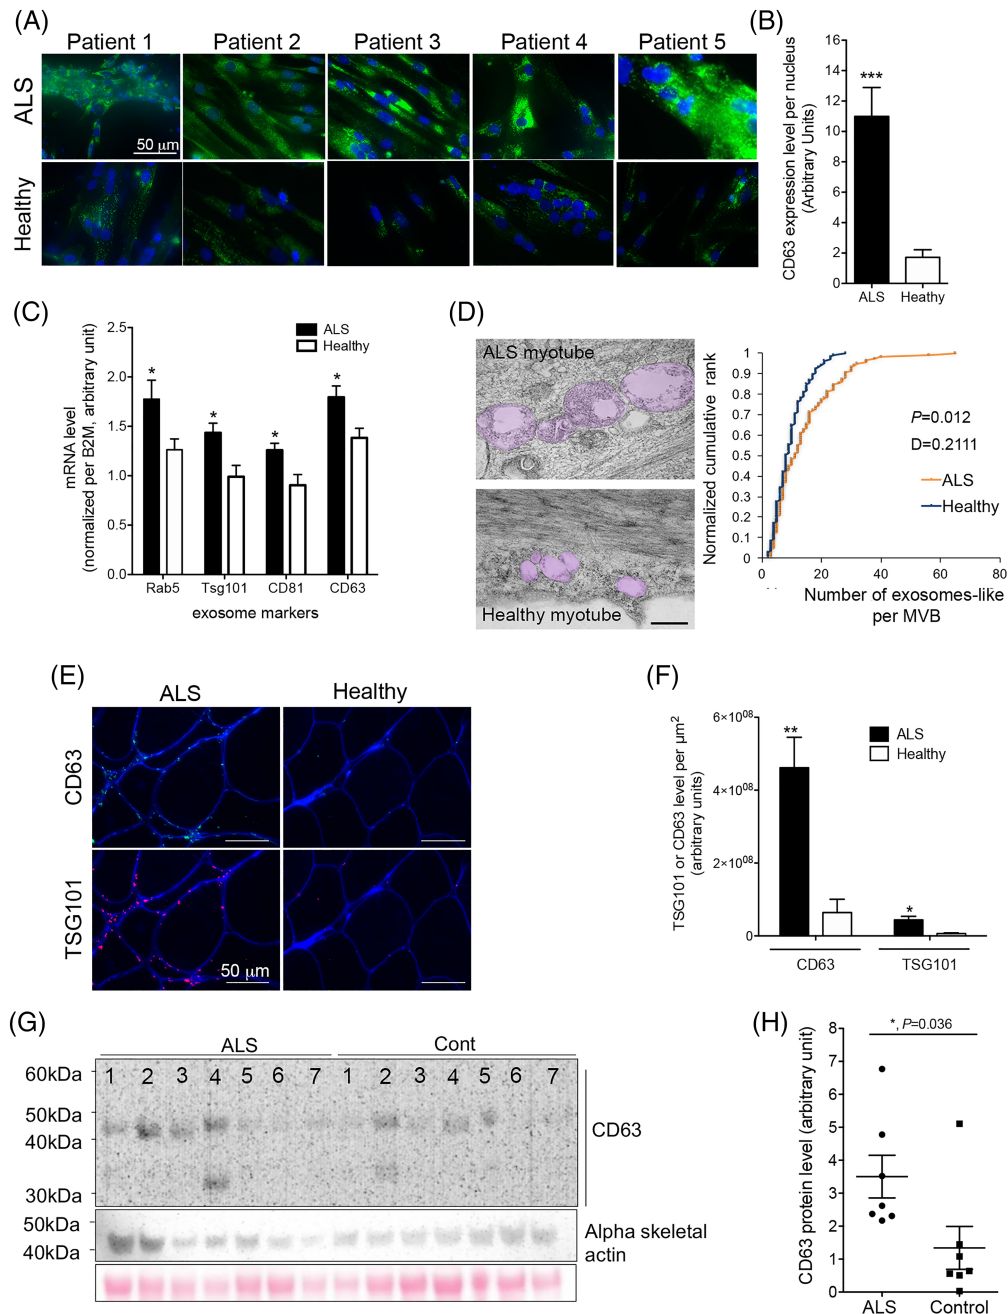 (A)
Patient 1 Patient 2 Patient 3 Patient 4 Patient 5
ALS
50 µm
Healthy
(B)
CD63 expression level per nucleus
(Arbitrary Units)
16
14
12
10
8
6
4
2
0
***
ALS Heathy
(C)
mRNA level
(normalized per B2M, arbitrary unit)
2.5
2.0
1.5
1.0
0.5
0.0
ALS
Healthy
* * * *
Rab5 Tsg101 CD81 CD63
exosome markers
(D)
ALS myotube
Healthy myotube
Normalized cumulative rank
1
0.9
0.8
0.7
0.6
0.5
0.4
0.3
0.2
0.1
0
P=0.012
D=0.2111
ALS
Healthy
0 20 40 60 80
Number of exosomes-like
per MVB
(E)
ALS Healthy
CD63
TSG101
50 µm
(F)
TSG101 or CD63 level per µm²
(arbitrary units)
6×10⁰⁸
4×10⁰⁸
2×10⁰⁸
0
ALS
Healthy
**
*
CD63 TSG101
(G)
ALS Cont
1 2 3 4 5 6 7 1 2 3 4 5 6 7
60kDa
50kDa
40kDa
30kDa
CD63
50kDa
40kDa
Alpha skeletal
actin
(H)
CD63 protein level (arbitrary unit)
*, P=0.036
8
7
6
5
4
3
2
1
0
ALS Control